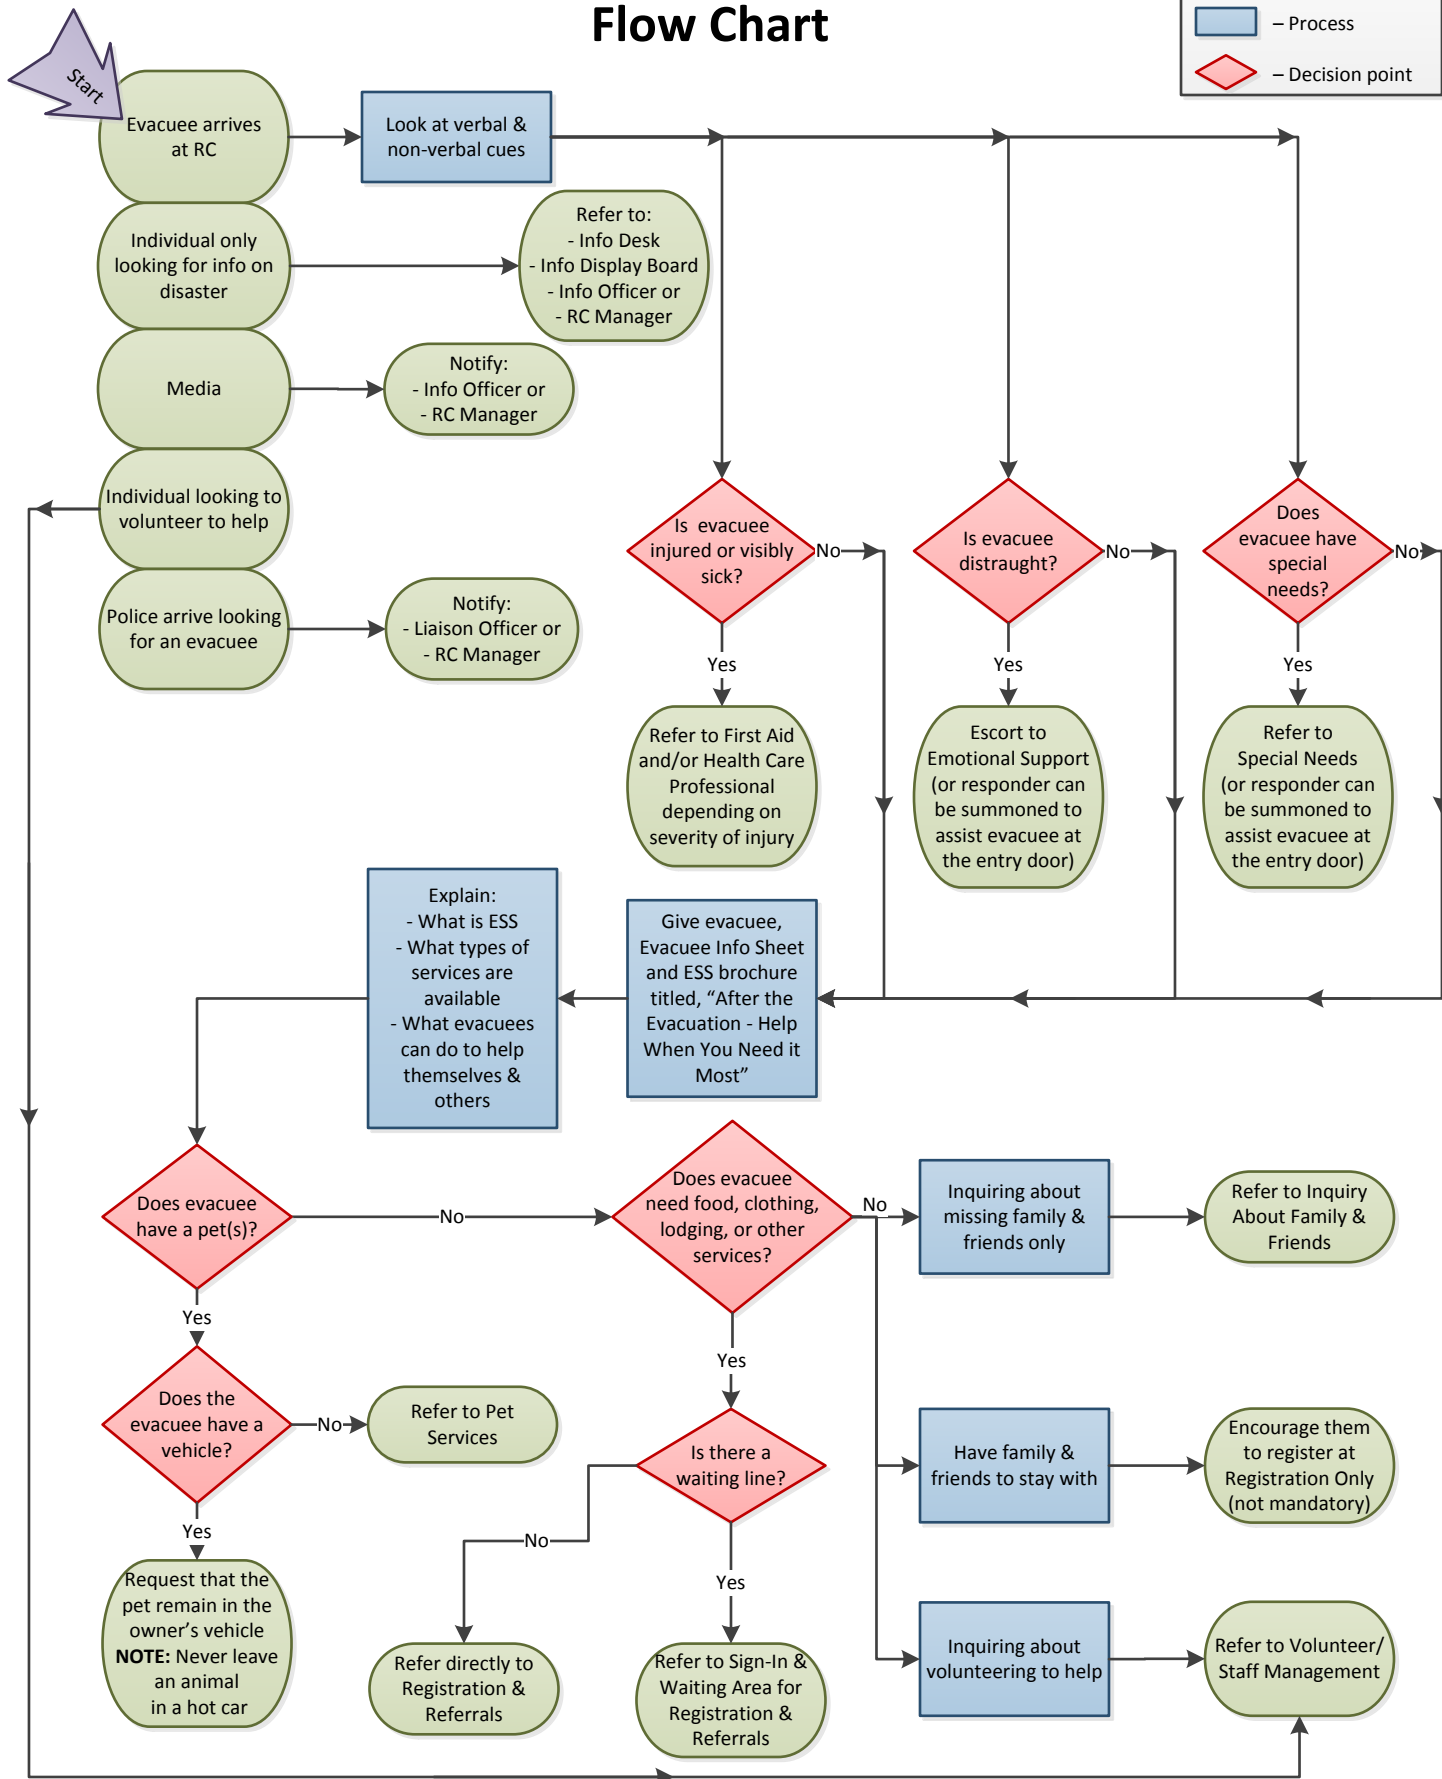 Flow Chart
– Process
– Decision point
Start
Evacuee arrives
at RC
Look at verbal &
non-verbal cues
Individual only
looking for info on
disaster
Refer to:
- Info Desk
- Info Display Board
- Info Officer or
- RC Manager
Media
Notify:
- Info Officer or
- RC Manager
Individual looking to
volunteer to help
Police arrive looking
for an evacuee
Notify:
- Liaison Officer or
- RC Manager
Is evacuee
injured or visibly
sick?
No
Is evacuee
distraught?
No
Does
evacuee have
special
needs?
No
Yes
Yes
Yes
Refer to First Aid
and/or Health Care
Professional
depending on
severity of injury
Escort to
Emotional Support
(or responder can
be summoned to
assist evacuee at
the entry door)
Refer to
Special Needs
(or responder can
be summoned to
assist evacuee at
the entry door)
Explain:
- What is ESS
- What types of
services are
available
- What evacuees
can do to help
themselves &
others
Give evacuee,
Evacuee Info Sheet
and ESS brochure
titled, “After the
Evacuation - Help
When You Need it
Most”
Does evacuee
have a pet(s)?
No
Does evacuee
need food, clothing,
lodging, or other
services?
No
Inquiring about
missing family &
friends only
Refer to Inquiry
About Family &
Friends
Yes
Yes
Does the
evacuee have a
vehicle?
No
Refer to Pet
Services
Is there a
waiting line?
Have family &
friends to stay with
Encourage them
to register at
Registration Only
(not mandatory)
Yes
No
Yes
Request that the
pet remain in the
owner’s vehicle
NOTE: Never leave
an animal
in a hot car
Refer directly to
Registration &
Referrals
Refer to Sign-In &
Waiting Area for
Registration &
Referrals
Inquiring about
volunteering to help
Refer to Volunteer/
Staff Management